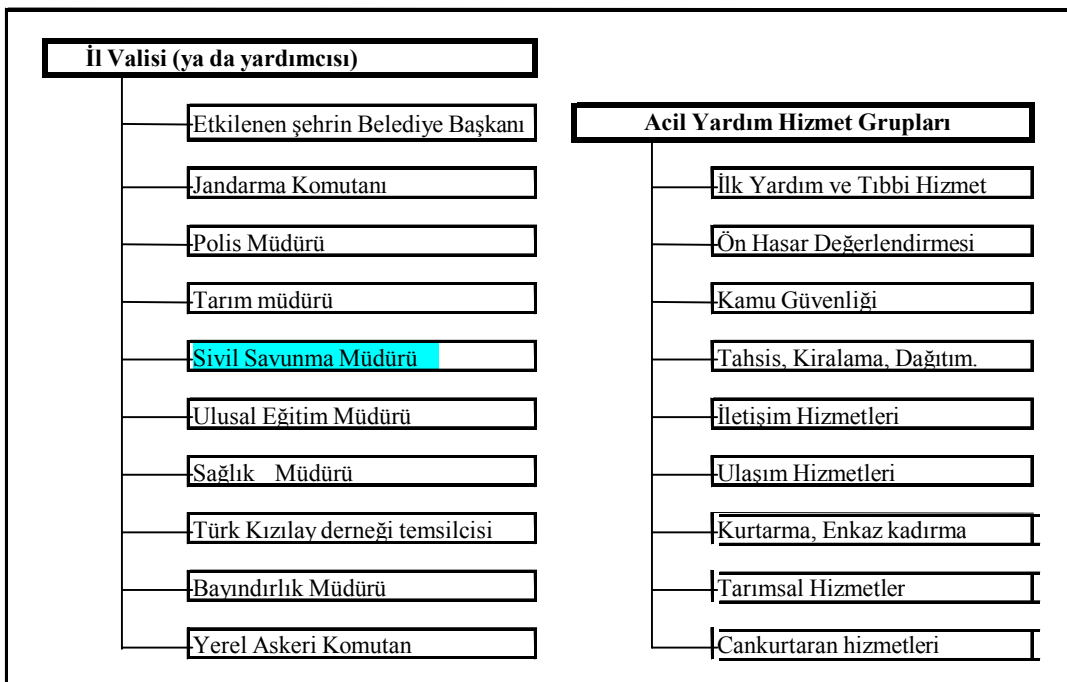 İl Valisi (ya da yardımcısı)
Etkilenen şehrin Belediye Başkanı
Jandarma Komutanı
Polis Müdürü
Tarım müdürü
Sivil Savunma Müdürü
Ulusal Eğitim Müdürü
Sağlık Müdürü
Türk Kızılay derneği temsilcisi
Bayındırlık Müdürü
Yerel Askeri Komutan
Acil Yardım Hizmet Grupları
İlk Yardım ve Tıbbi Hizmet
Ön Hasar Değerlendirmesi
Kamu Güvenliği
Tahsis, Kiralama, Dağıtım.
İletişim Hizmetleri
Ulaşım Hizmetleri
Kurtarma, Enkaz kadırma
Tarımsal Hizmetler
Cankurtaran hizmetleri